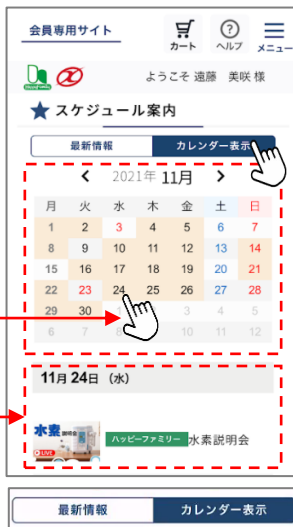 会員専用サイト
カート ヘルプ メニュー
ようこそ 遠藤 美咲 様
★ スケジュール案内
最新情報 カレンダー表示
< 2021年 11月 >
月 火 水 木 金 土 日
1 2 3 4 5 6 7
8 9 10 11 12 13 14
15 16 17 18 19 20 21
22 23 24 25 26 27 28
29 30 3 4 5
6 7 8 10 11 12
11月 24日 (水)
水素 説明会
LIVE
ハッピーファミリー 水素説明会
最新情報 カレンダー表示